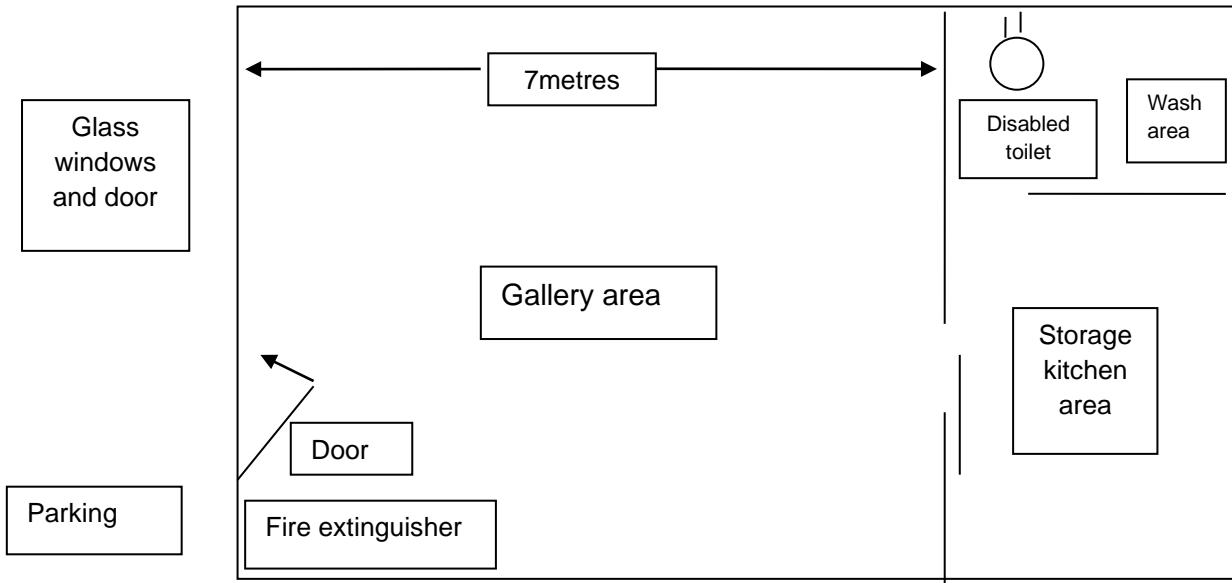 7metres
Glass
windows
and door
Disabled
toilet
Wash
area
Gallery area
Storage
kitchen
area
Door
Parking
Fire extinguisher